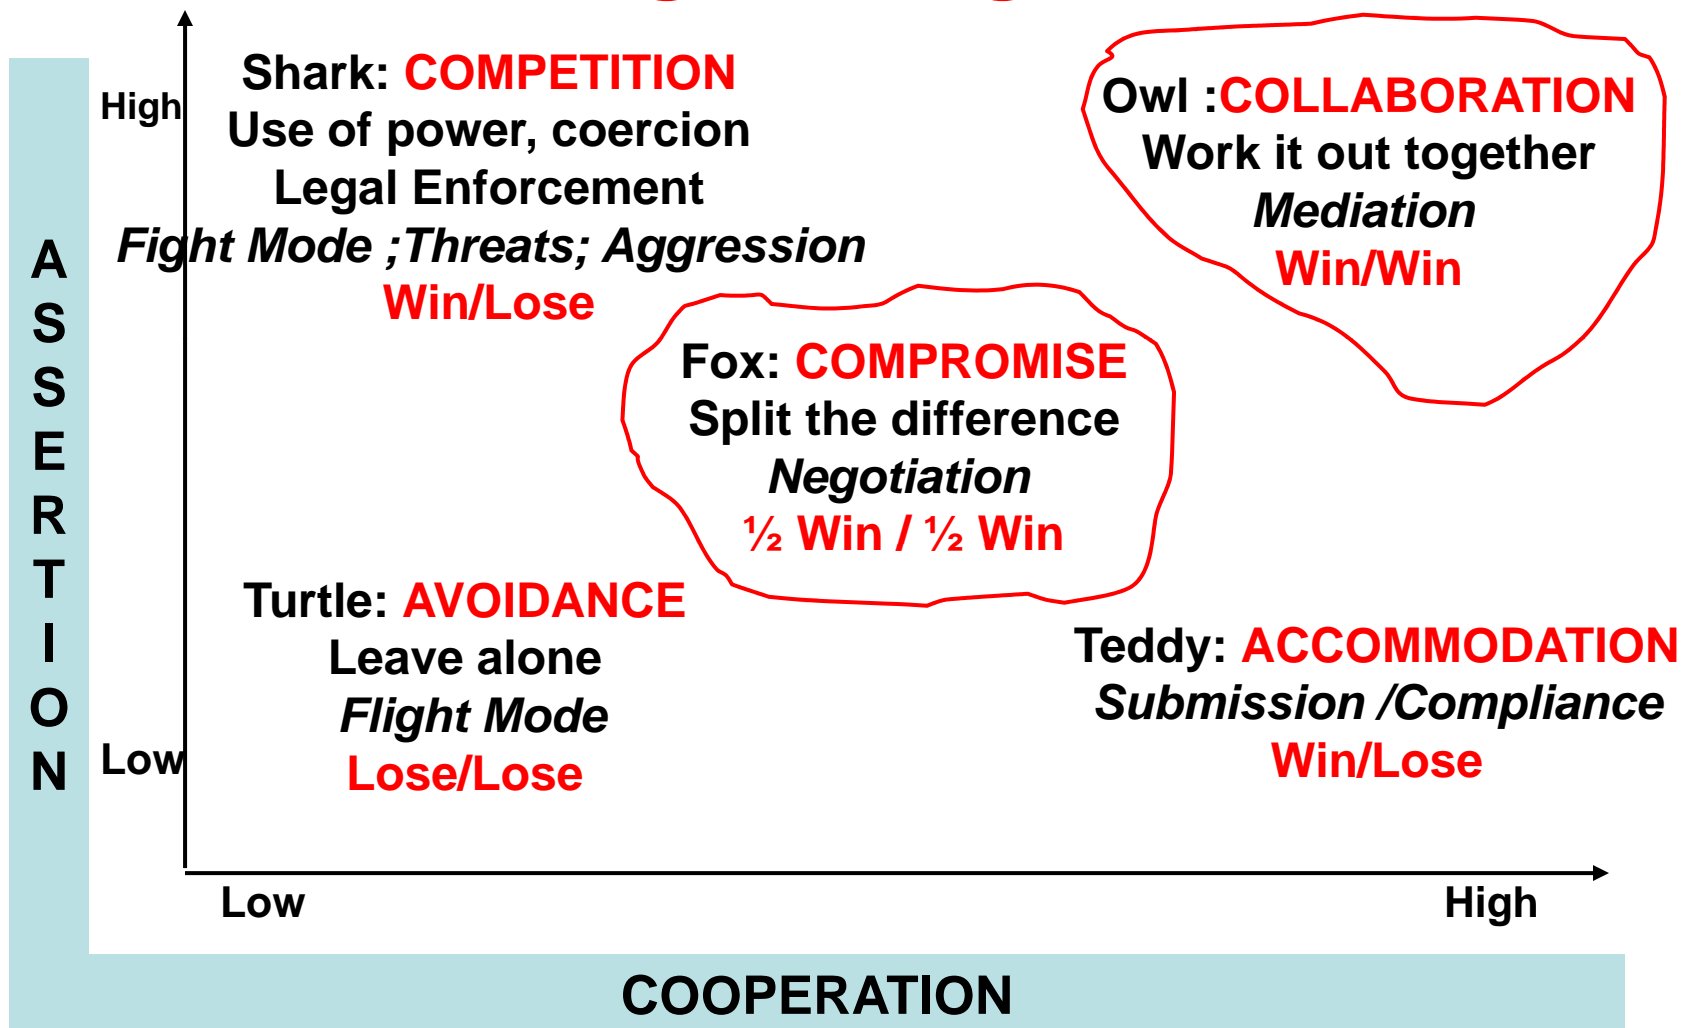 High
Shark: COMPETITION
Use of power, coercion
Legal Enforcement
Fight Mode ;Threats; Aggression
Win/Lose
Owl :COLLABORATION
Work it out together
Mediation
Win/Win
Fox: COMPROMISE
Split the difference
Negotiation
½ Win / ½ Win
Turtle: AVOIDANCE
Leave alone
Flight Mode
Lose/Lose
Teddy: ACCOMMODATION
Submission /Compliance
Win/Lose
Low
ASSERTION
Low
High
COOPERATION